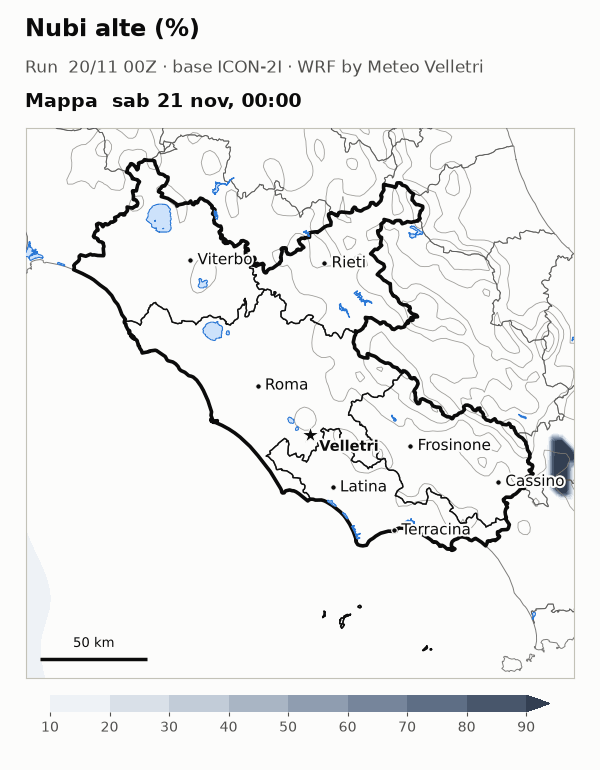 Nubi alte (%)
Run  20/11 00Z · base ICON-2I · WRF by Meteo Velletri
Mappa  sab 21 nov, 00:00
Viterbo
Rieti
Roma
Velletri
Frosinone
Cassino
Latina
Terracina
50 km
10 20 30 40 50 60 70 80 90